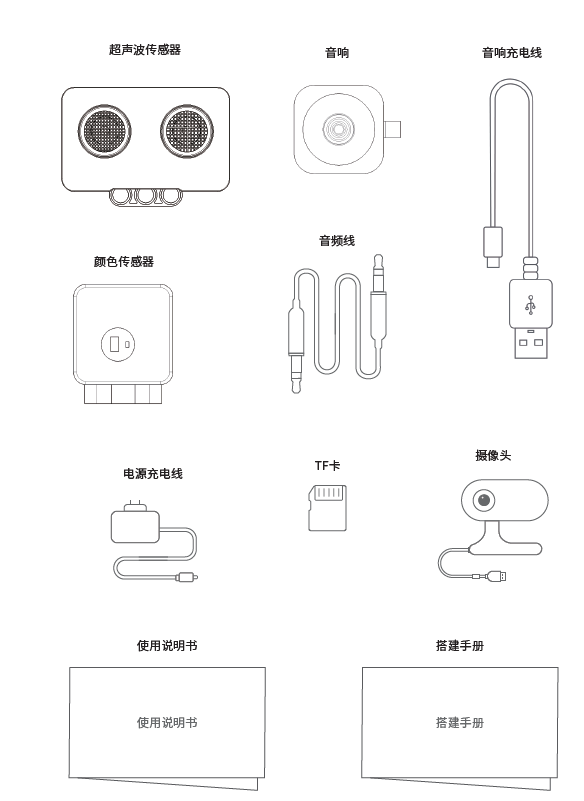 超声波传感器
音响
音响充电线
音频线
颜色传感器
电源充电线
TF卡
摄像头
使用说明书
搭建手册
使用说明书
搭建手册